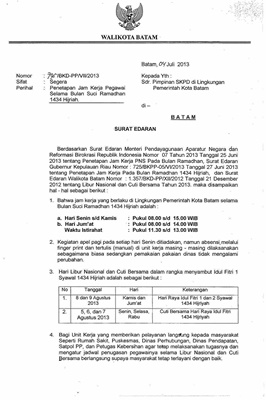 WALIKOTA BATAM
Batam, 04 Juli 2013
Nomor : /BKD-PP/VII/2013
Sifat : Segera
Perihal : Penetapan Jam Kerja Pegawai
Selama Bulan Suci Ramadhan
1434 Hijriah.
Kepada Yth :
Sdr. Pimpinan SKPD di Lingkungan
Pemerintah Kota Batam
di –
B A T A M
SURAT EDARAN
Berdasarkan Surat Edaran Menteri Pendayagunaan Aparatur Negara dan
Reformasi Birokrasi Republik Indonesia Nomor 07 Tahun 2013 Tanggal 25 Juni
2013 tentang Penetapan Jam Kerja PNS Pada Bulan Ramadhan, Surat Edaran
Gubernur Kepulauan Riau Nomor : 725/BKPP-05/VI/2013 Tanggal 27 Juni 2013
tentang Penetapan Jam Kerja Pada Bulan Ramadhan 1434 Hijriah, dan Surat
Edaran Walikota Batam Nomor : 1.357/BKD-PP/XII/2012 Tanggal 21 Desember
2012 tentang Libur Nasional dan Cuti Bersama Tahun 2013. maka disampaikan
hal - hal sebagai berikut :
1. Bahwa jam kerja yang berlaku di Lingkungan Pemerintah Kota Batam selama
Bulan Suci Ramadhan 1434 Hijriah adalah :
a. Hari Senin s/d Kamis : Pukul 08.00 s/d 15.00 WIB
b. Hari Jum'at : Pukul 08.00 s/d 14.00 WIB
Waktu Istirahat : Pukul 11.30 s/d 13.00 WIB
2. Kegiatan apel pagi pada setiap hari Senin ditiadakan, namun absensi melalui
finger print dan tertulis (manual) di unit kerja masing - masing dilaksanakan
sebagaimana biasa sedangkan pemakaian pakaian dinas tidak mengalami
perubahan.
3. Hari Libur Nasional dan Cuti Bersama dalam rangka menyambut Idul Fitri 1
Syawal 1434 Hijriah adalah sebagai berikut :
No Tanggal Hari Keterangan
1. 8 dan 9 Agustus 2013 Kamis dan Jum'at Hari Raya Idul Fitri 1 dan 2 Syawal 1434 Hijriah
2. 5, 6, dan 7 Agustus 2013 Senin, Selasa, Rabu Cuti Bersama Hari Raya Idul Fitri 1434 Hijriah
4. Bagi Unit Kerja yang memberikan pelayanan langsung kepada masyarakat
Seperti Rumah Sakit, Puskesmas, Dinas Perhubungan, Dinas Pendapatan,
Satpol PP, dan Petugas Kebersihan agar tetap melaksanakan tugasnya dan
mengatur jadwal penugasan pegawainya selama Libur Nasional dan Cuti
Bersama berlangsung supaya masyarakat tetap terlayani dengan baik.